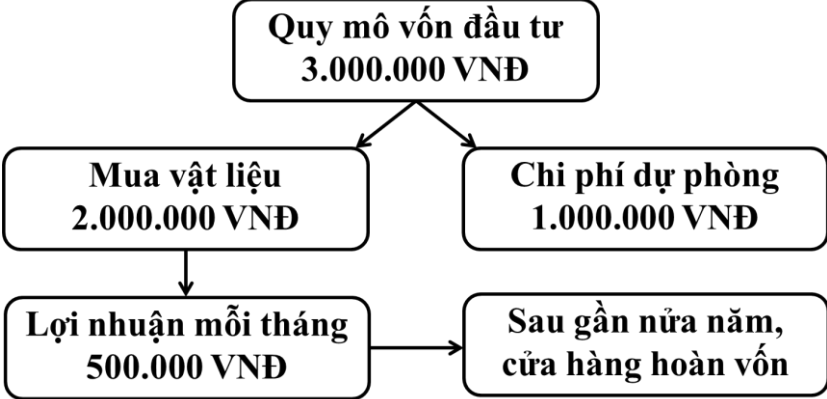 Quy mô vốn đầu tư
3.000.000 VNĐ
Mua vật liệu
2.000.000 VNĐ
Chi phí dự phòng
1.000.000 VNĐ
Lợi nhuận mỗi tháng
500.000 VNĐ
Sau gần nửa năm,
cửa hàng hoàn vốn